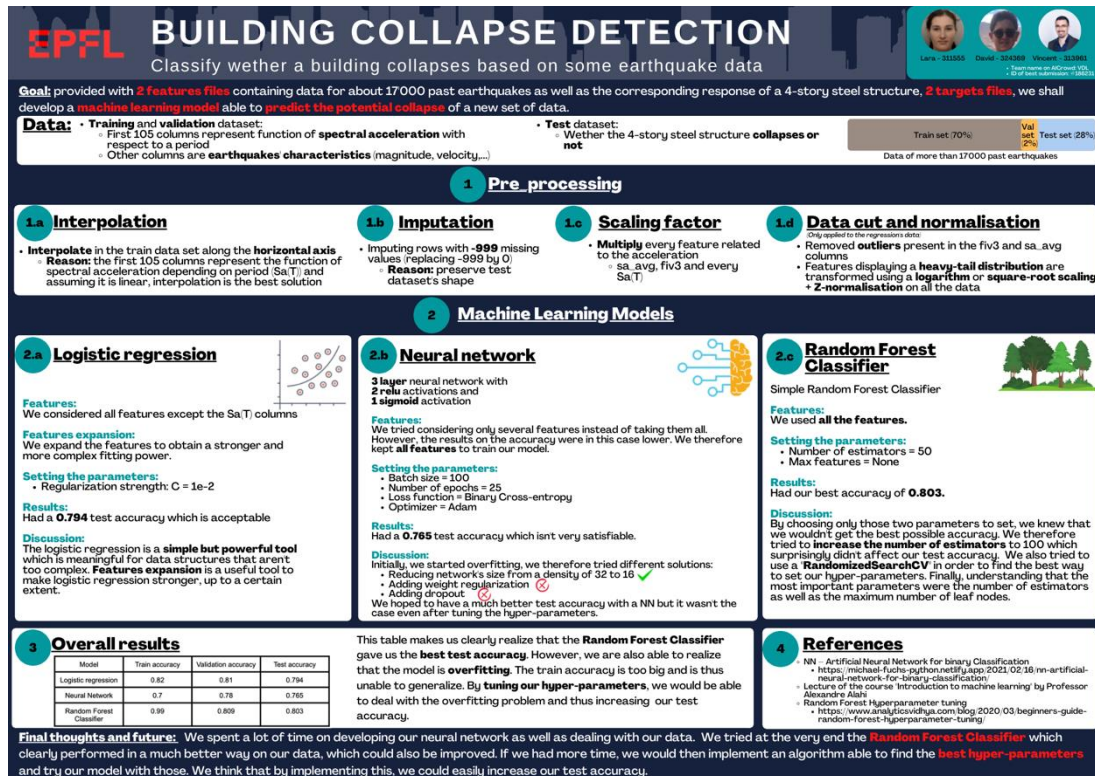 EPFL
BUILDING COLLAPSE DETECTION
Classify wether a building collapses based on some earthquake data
Lara - 311555 David - 324369 Vincent - 313961
• Team name on AICrowd: VDL
• ID of best submission: #186231
Goal: provided with 2 features files containing data for about 17000 past earthquakes as well as the corresponding response of a 4-story steel structure, 2 targets files, we shall
develop a machine learning model able to predict the potential collapse of a new set of data.
Data:
• Training and validation dataset:
◦ First 105 columns represent function of spectral acceleration with
respect to a period
◦ Other columns are earthquakes' characteristics (magnitude, velocity,...)
• Test dataset:
◦ Wether the 4-story steel structure collapses or
not
Train set (70%)
Val
set
(2%)
Test set (28%)
Data of more than 17000 past earthquakes
1 Pre_processing
1.a Interpolation
• Interpolate in the train data set along the horizontal axis
◦ Reason: the first 105 columns represent the function of
spectral acceleration depending on period (Sa(T)) and
assuming it is linear, interpolation is the best solution
1.b Imputation
• Imputing rows with -999 missing
values (replacing -999 by 0)
◦ Reason: preserve test
dataset's shape
1.c Scaling factor
• Multiply every feature related
to the acceleration
◦ sa_avg, fiv3 and every
Sa(T)
1.d Data cut and normalisation
(Only applied to the regression's data)
• Removed outliers present in the fiv3 and sa_avg
columns
• Features displaying a heavy-tail distribution are
transformed using a logarithm or square-root scaling
+ Z-normalisation on all the data
2 Machine Learning Models
2.a Logistic regression
Features:
We considered all features except the Sa(T) columns
Features expansion:
We expand the features to obtain a stronger and
more complex fitting power.
Setting the parameters:
• Regularization strength: C = 1e-2
Results:
Had a 0.794 test accuracy which is acceptable
Discussion:
The logistic regression is a simple but powerful tool
which is meaningful for data structures that aren't
too complex. Features expansion is a useful tool to
make logistic regression stronger, up to a certain
extent.
2.b Neural network
3 layer neural network with
2 relu activations and
1 sigmoid activation
Features:
We tried considering only several features instead of taking them all.
However, the results on the accuracy were in this case lower. We therefore
kept all features to train our model.
Setting the parameters:
• Batch size = 100
• Number of epochs = 25
• Loss function = Binary Cross-entropy
• Optimizer = Adam
Results:
Had a 0.765 test accuracy which isn't very satisfiable.
Discussion:
Initially, we started overfitting, we therefore tried different solutions:
• Reducing network's size from a density of 32 to 16
• Adding weight regularization
• Adding dropout
We hoped to have a much better test accuracy with a NN but it wasn't the
case even after tuning the hyper-parameters.
2.c Random Forest
Classifier
Simple Random Forest Classifier
Features:
We used all the features.
Setting the parameters:
• Number of estimators = 50
• Max features = None
Results:
Had our best accuracy of 0.803.
Discussion:
By choosing only those two parameters to set, we knew that
we wouldn't get the best possible accuracy. We therefore
tried to increase the number of estimators to 100 which
surprisingly didn't affect our test accuracy. We also tried to
use a 'RandomizedSearchCV' in order to find the best way
to set our hyper-parameters. Finally, understanding that the
most important parameters were the number of estimators
as well as the maximum number of leaf nodes.
3 Overall results
Model Train accuracy Validation accuracy Test accuracy
Logistic regression 0.82 0.81 0.794
Neural Network 0.7 0.78 0.765
Random Forest
Classifier 0.99 0.809 0.803
This table makes us clearly realize that the Random Forest Classifier
gave us the best test accuracy. However, we are also able to realize
that the model is overfitting. The train accuracy is too big and is thus
unable to generalize. By tuning our hyper-parameters, we would be able
to deal with the overfitting problem and thus increasing our test
accuracy.
4 References
◦ NN – Artificial Neural Network for binary Classification
• https://michael-fuchs-python.netlify.app/2021/02/16/nn-artificial-
neural-network-for-binary-classification/
◦ Lecture of the course 'Introduction to machine learning' by Professor
Alexandre Alahi
◦ Random Forest Hyperparameter tuning
• https://www.analyticsvidhya.com/blog/2020/03/beginners-guide-
random-forest-hyperparameter-tuning/
Final thoughts and future: We spent a lot of time on developing our neural network as well as dealing with our data. We tried at the very end the Random Forest Classifier which
clearly performed in a much better way on our data, which could also be improved. If we had more time, we would then implement an algorithm able to find the best hyper-parameters
and try our model with those. We think that by implementing this, we could easily increase our test accuracy.